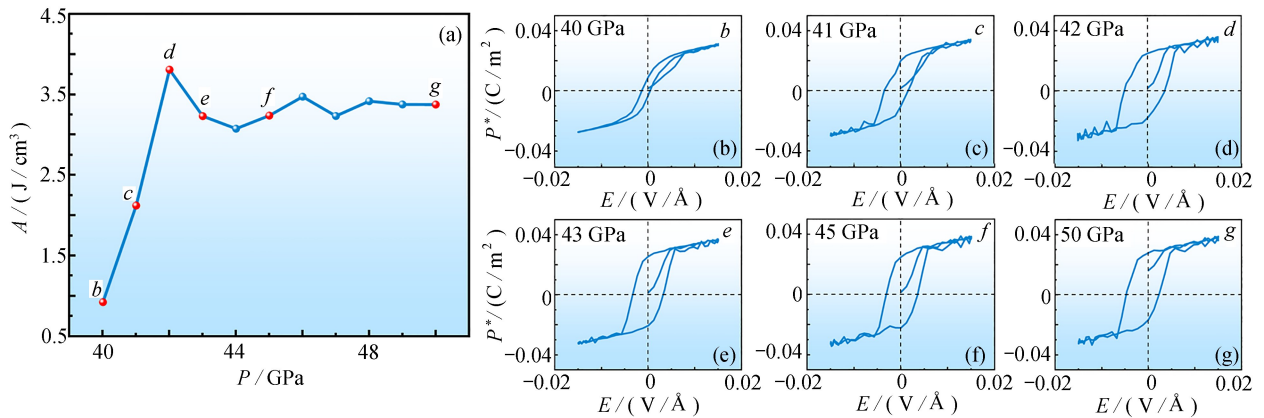 (a)
4.5
3.5
2.5
1.5
0.5
A / ( J / cm³ )
b
c
d
e
f
g
40
44
48
P / GPa
40 GPa
b
0.04
0
−0.04
P* / (C / m²)
(b)
−0.02
0
0.02
E / ( V / Å )
41 GPa
c
0.04
0
−0.04
(c)
−0.02
0
0.02
E / ( V / Å )
42 GPa
d
0.04
0
−0.04
(d)
−0.02
0
0.02
E / ( V / Å )
43 GPa
e
0.04
0
−0.04
P* / (C / m²)
(e)
−0.02
0
0.02
E / ( V / Å )
45 GPa
f
0.04
0
−0.04
(f)
−0.02
0
0.02
E / ( V / Å )
50 GPa
g
0.04
0
−0.04
(g)
−0.02
0
0.02
E / ( V / Å )